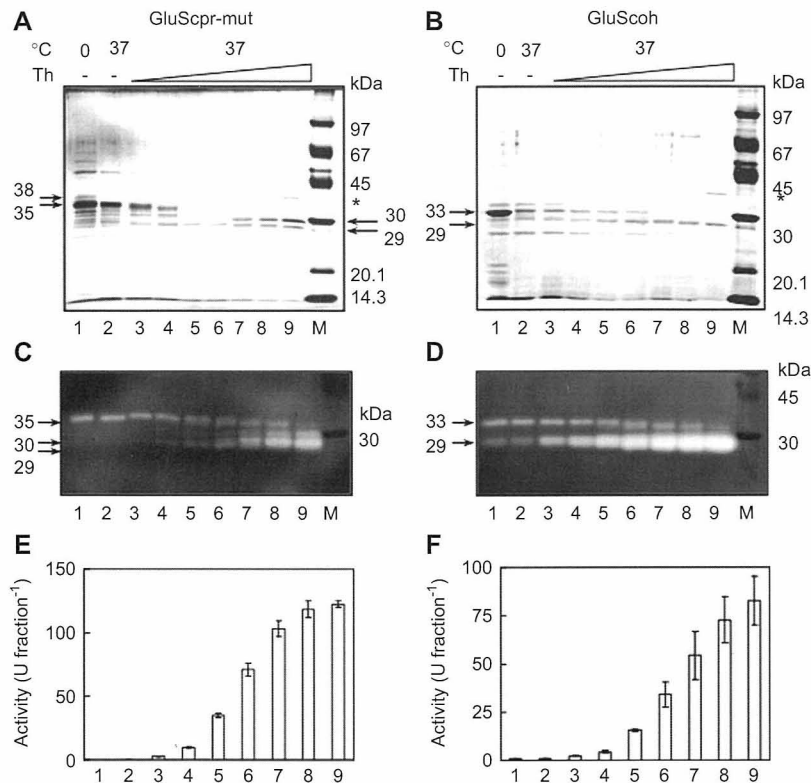 A GluScpr-mut
°C 0 37 37
Th - - kDa
97
67
45
38
*
35
30
29
20.1
14.3
1 2 3 4 5 6 7 8 9 M
B GluScoh
°C 0 37 37
Th - - kDa
97
67
45
*
33
29
30
20.1
14.3
1 2 3 4 5 6 7 8 9 M
C
35
kDa
30
30
29
1 2 3 4 5 6 7 8 9 M
D
kDa
45
33
29
30
1 2 3 4 5 6 7 8 9 M
E
Activity (U fraction⁻¹)
150
100
50
0
1 2 3 4 5 6 7 8 9
F
Activity (U fraction⁻¹)
100
75
50
25
0
1 2 3 4 5 6 7 8 9